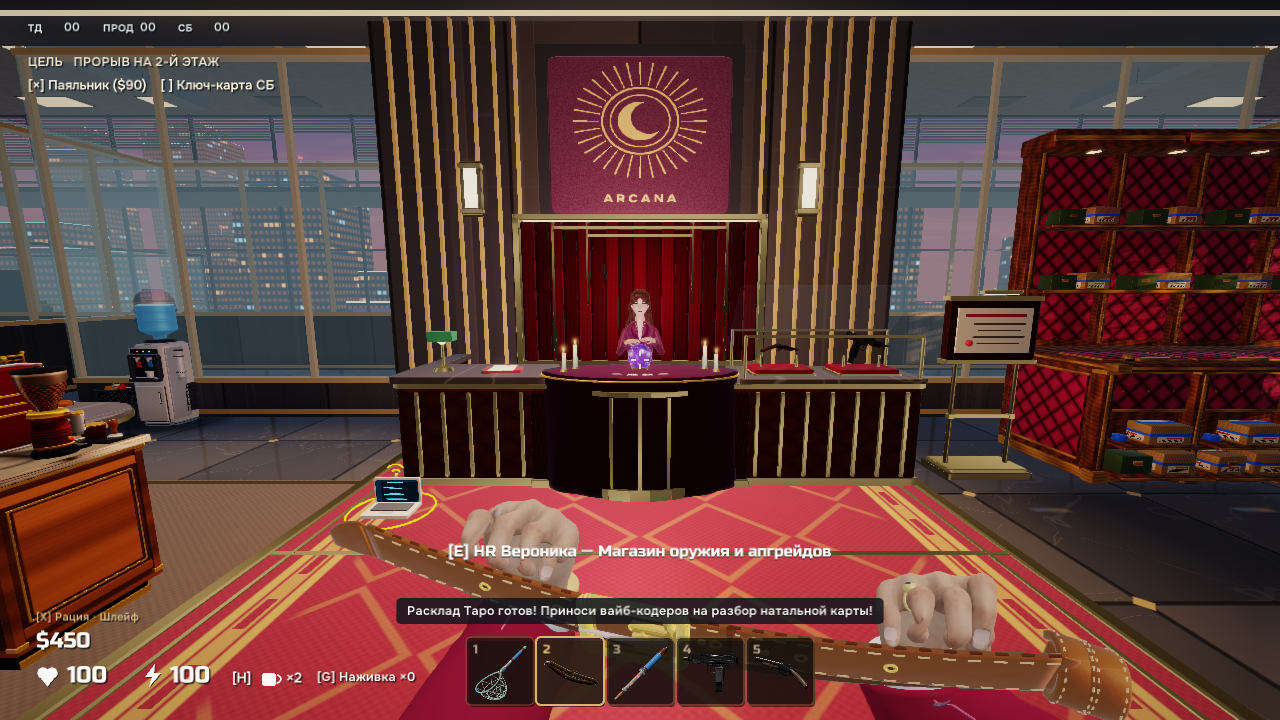 ТД 00 ПРОД 00 СБ 00
ЦЕЛЬ ПРОРЫВ НА 2-Й ЭТАЖ
[×] Паяльник ($90) [ ] Ключ-карта СБ
ARCANA
[E] HR Вероника — Магазин оружия и апгрейдов
Расклад Таро готов! Приноси вайб-кодеров на разбор натальной карты!
[X] Рация · Шлейф
$450
100 100 [H] ×2 [G] Наживка ×0
1 2 3 4 5